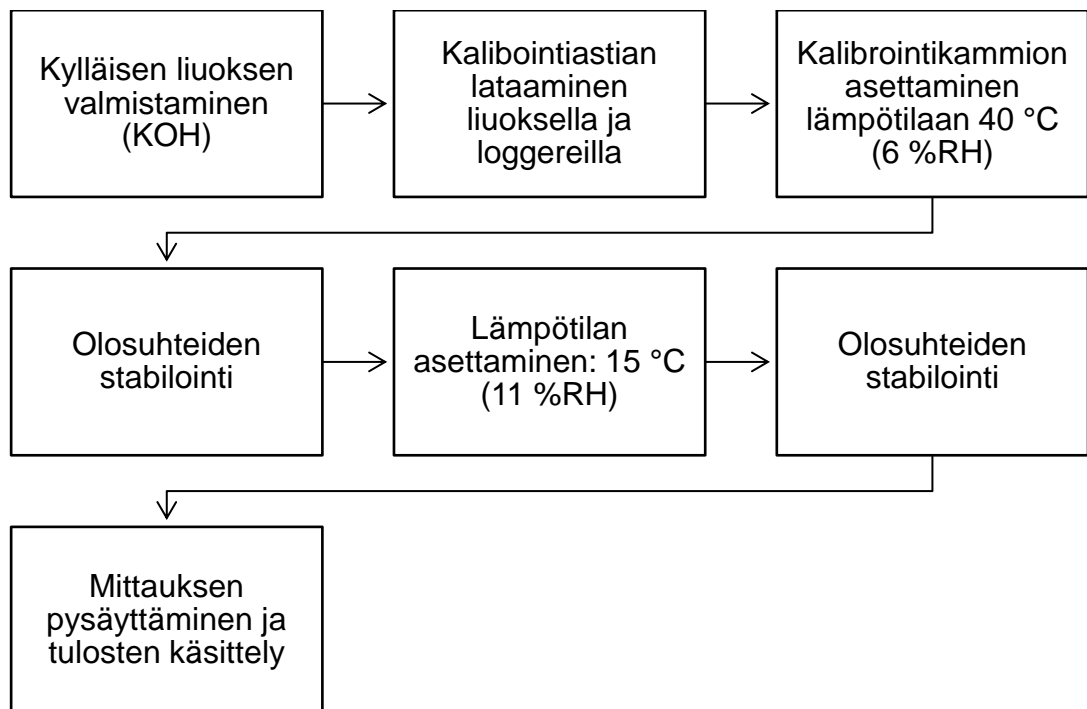 Kylläisen liuoksen
valmistaminen
(KOH)
Kalibointiastian
lataaminen
liuoksella ja
loggereilla
Kalibrointikammion
asettaminen
lämpötilaan 40 °C
(6 %RH)
Olosuhteiden
stabilointi
Lämpötilan
asettaminen: 15 °C
(11 %RH)
Olosuhteiden
stabilointi
Mittauksen
pysäyttäminen ja
tulosten käsittely